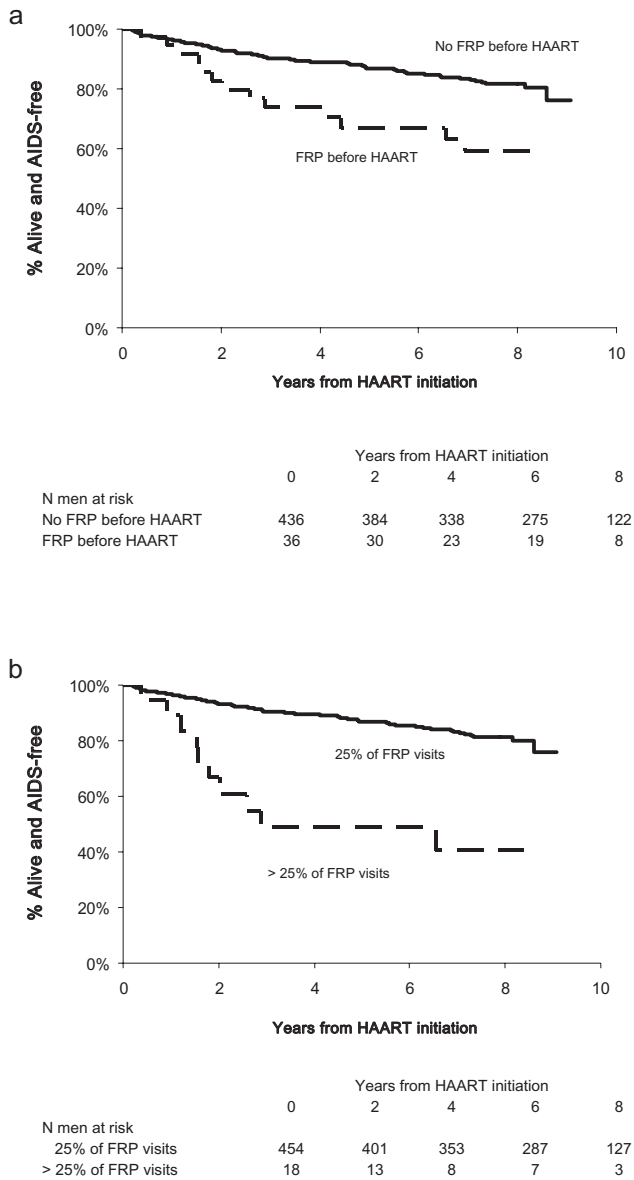 a
100%
80%
60%
40%
20%
0%
% Alive and AIDS-free
No FRP before HAART
FRP before HAART
0 2 4 6 8 10
Years from HAART initiation
Years from HAART initiation
0 2 4 6 8
N men at risk
No FRP before HAART 436 384 338 275 122
FRP before HAART 36 30 23 19 8
b
100%
80%
60%
40%
20%
0%
% Alive and AIDS-free
25% of FRP visits
> 25% of FRP visits
0 2 4 6 8 10
Years from HAART initiation
Years from HAART initiation
0 2 4 6 8
N men at risk
25% of FRP visits 454 401 353 287 127
> 25% of FRP visits 18 13 8 7 3